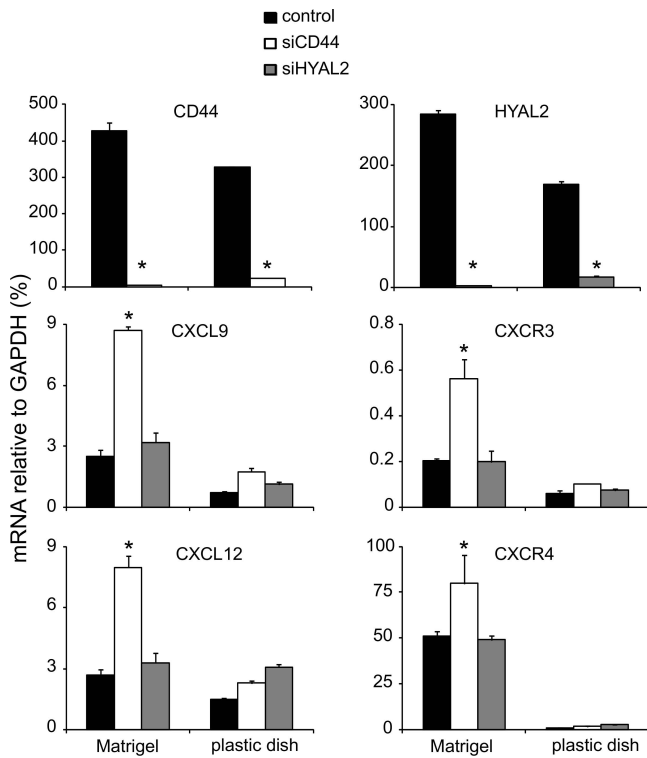 control
siCD44
siHYAL2
mRNA relative to GAPDH (%)
CD44
500
400
300
200
100
0
*
*
HYAL2
300
200
100
0
*
*
CXCL9
9
6
3
0
*
CXCR3
0.8
0.6
0.4
0.2
0
*
CXCL12
9
6
3
0
*
Matrigel
plastic dish
CXCR4
100
75
50
25
0
*
Matrigel
plastic dish